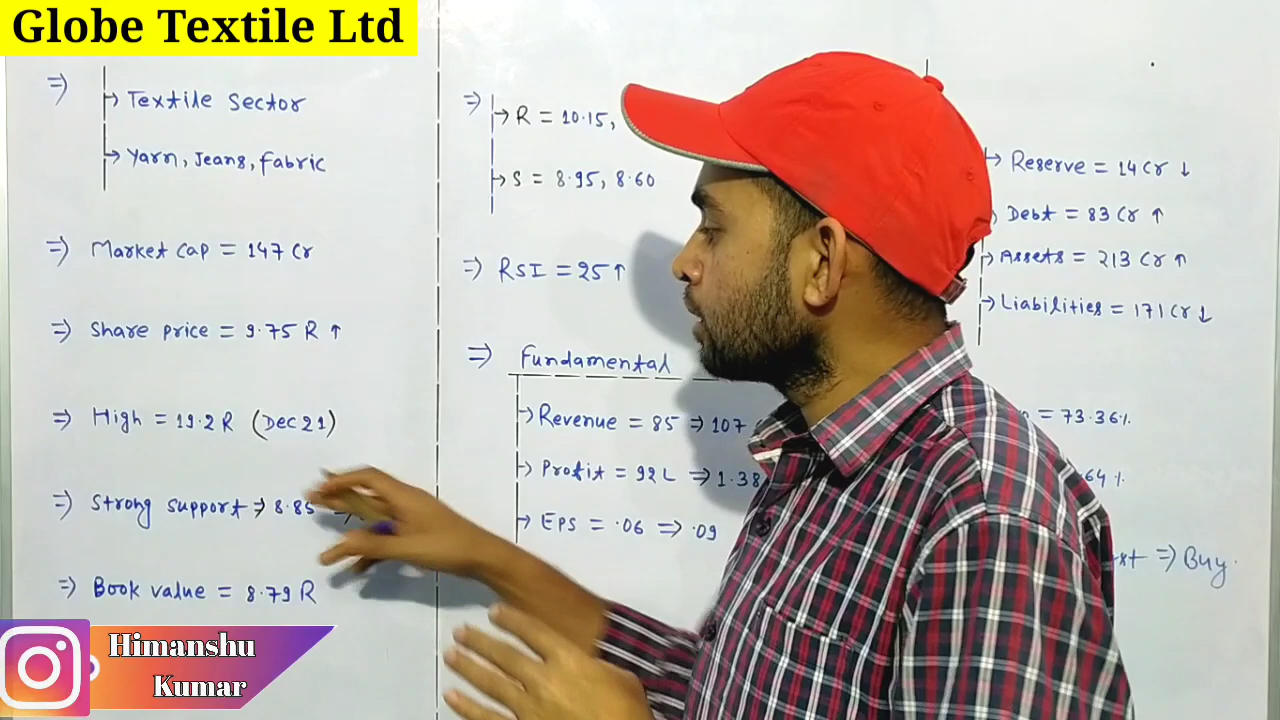 Globe Textile Ltd
⇒ → Textile Sector
→ Yarn, Jeans, Fabric
⇒ Market cap = 147 Cr
⇒ Share price = 9.75 R ↑
⇒ High = 19.2 R (Dec 21)
⇒ Strong support ⇒ 8.85 ⇒
⇒ Book value = 8.79 R
Himanshu
Kumar
⇒ → R = 10.15,
→ S = 8.95, 8.60
⇒ RSI = 25 ↑
⇒ Fundamental
→ Revenue = 85 ⇒ 107
→ Profit = 92 L ⇒ 1.38
→ EPS = .06 ⇒ .09
→ Reserve = 14 Cr ↓
Debt = 83 Cr ↑
→ Assets = 213 Cr ↑
→ Liabilities = 171 Cr ↓
= 73.36%
64%
⇒ Buy.